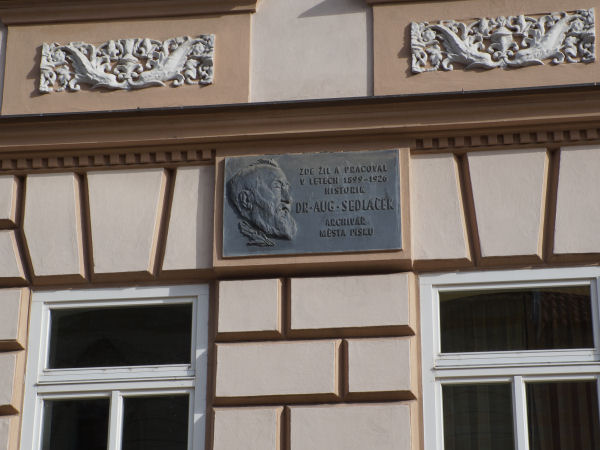 ZDE ŽIL A PRACOVAL
V LETECH 1899-1926
HISTORIK
DR·AUG·SEDLÁČEK
ARCHIVÁŘ
MĚSTA PÍSKU